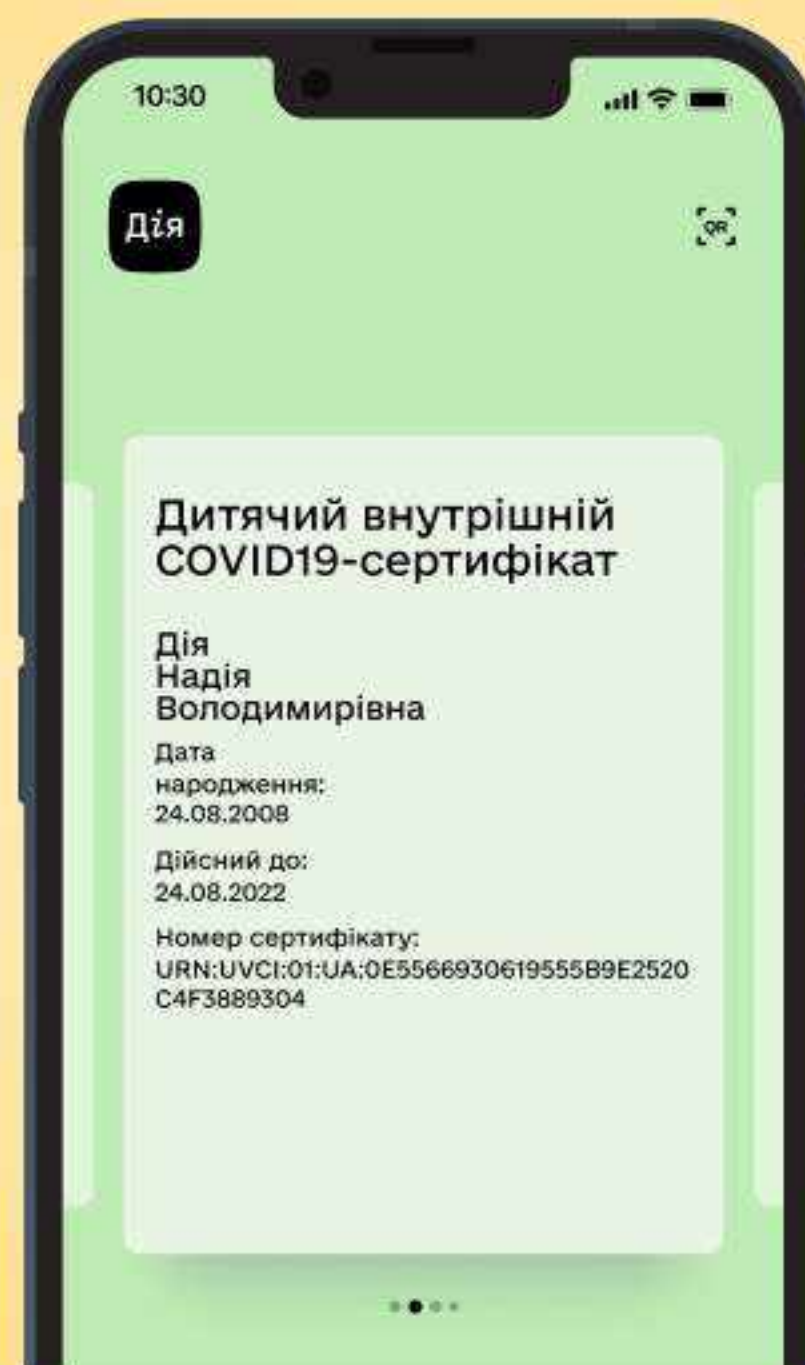 10:30
Дія
QR
Дитячий внутрішній
COVID19-сертифікат
Дія
Надія
Володимирівна
Дата
народження:
24.08.2008
Дійсний до:
24.08.2022
Номер сертифікату:
URN:UVCI:01:UA:0E5566930619555B9E2520
C4F3889304